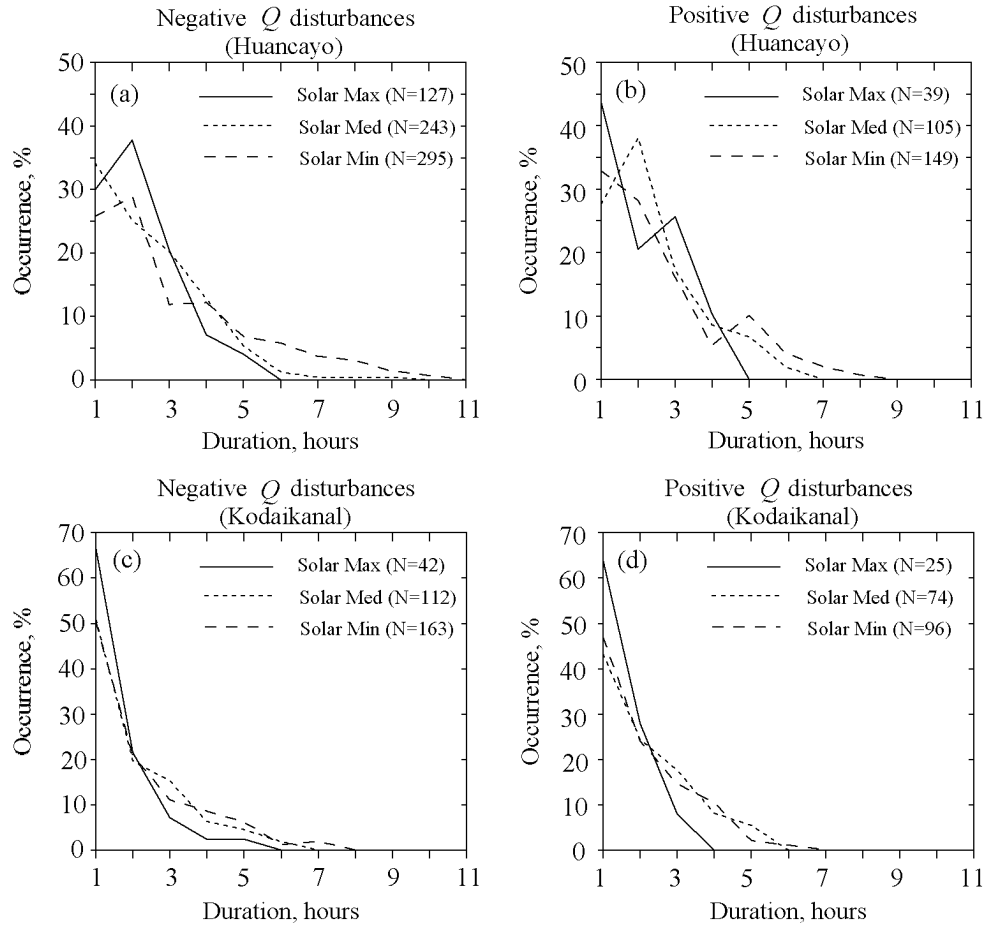 Negative Q disturbances
(Huancayo)
50
40
30
20
10
0
Occurrence, %
(a)
Solar Max (N=127)
Solar Med (N=243)
Solar Min (N=295)
1 3 5 7 9 11
Duration, hours
Positive Q disturbances
(Huancayo)
50
40
30
20
10
0
Occurrence, %
(b)
Solar Max (N=39)
Solar Med (N=105)
Solar Min (N=149)
1 3 5 7 9 11
Duration, hours
Negative Q disturbances
(Kodaikanal)
70
60
50
40
30
20
10
0
Occurrence, %
(c)
Solar Max (N=42)
Solar Med (N=112)
Solar Min (N=163)
1 3 5 7 9 11
Duration, hours
Positive Q disturbances
(Kodaikanal)
70
60
50
40
30
20
10
0
Occurrence, %
(d)
Solar Max (N=25)
Solar Med (N=74)
Solar Min (N=96)
1 3 5 7 9 11
Duration, hours